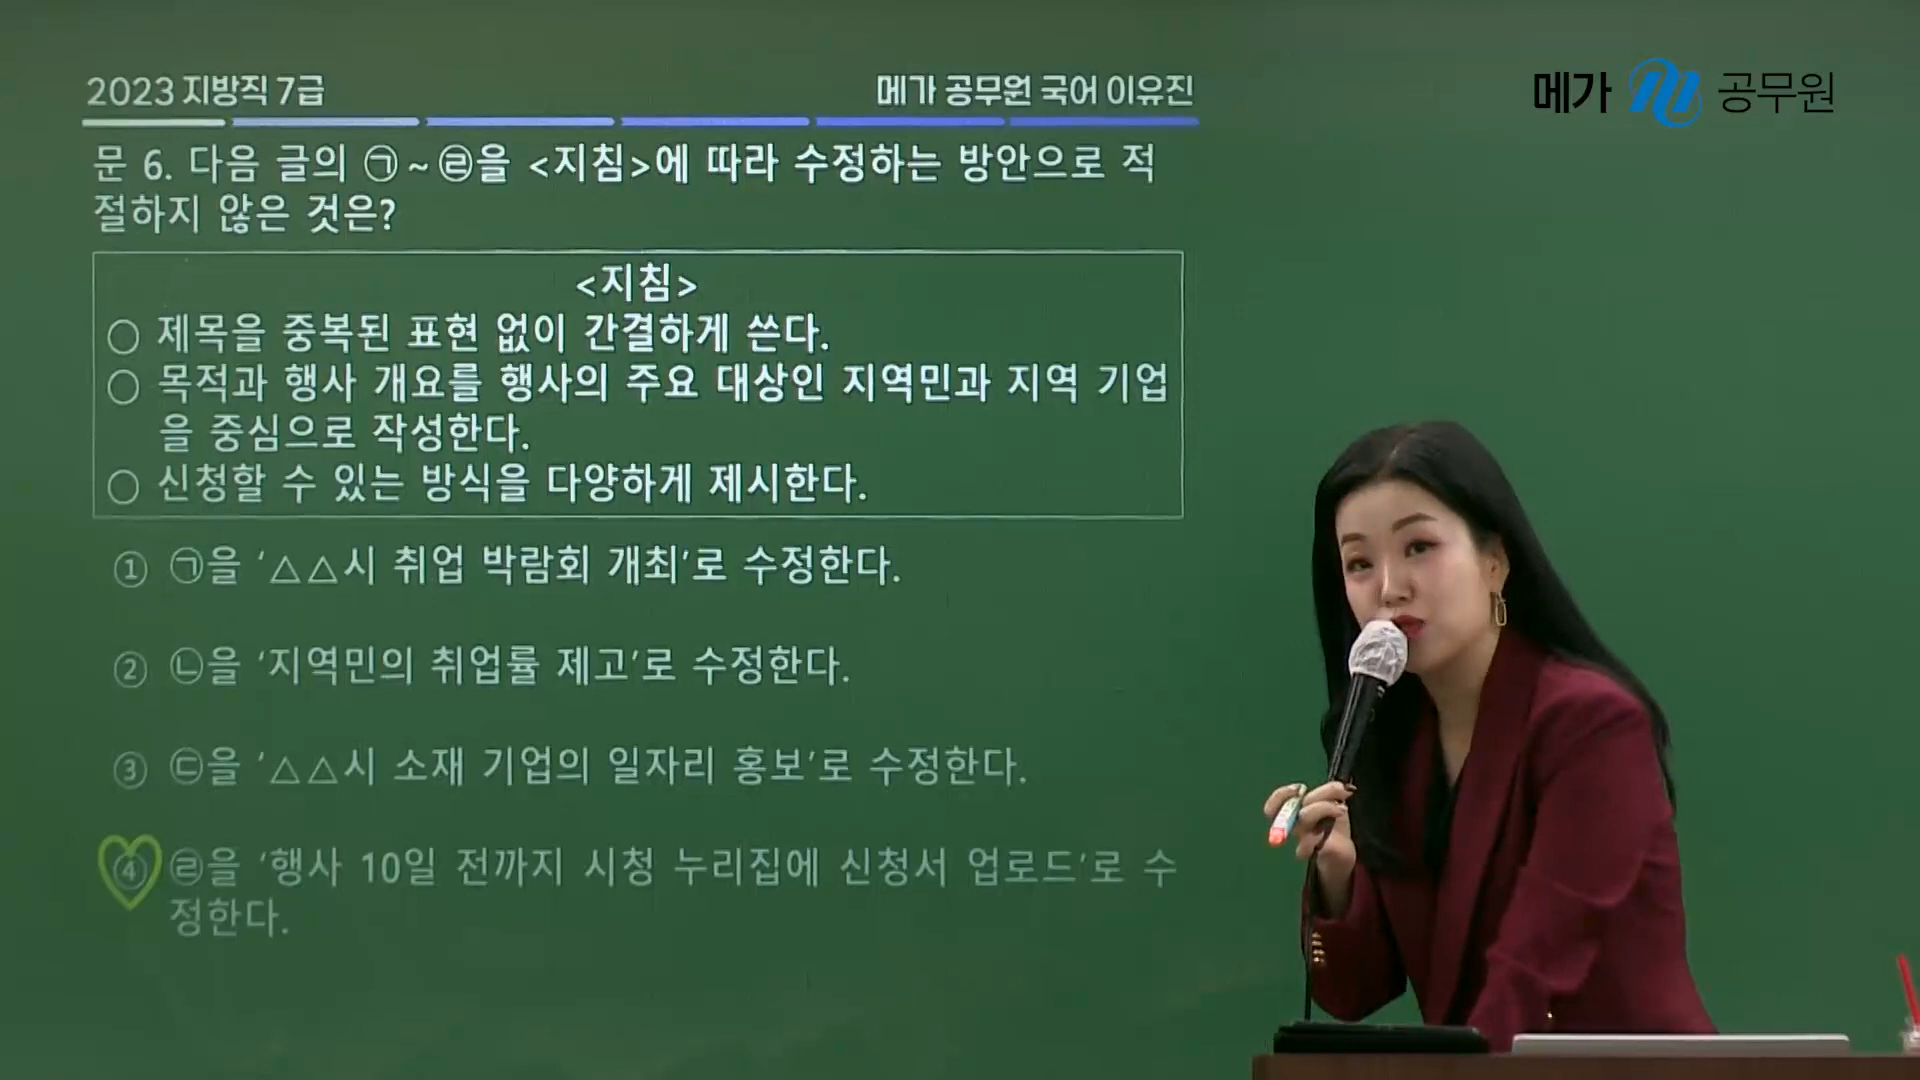 2023 지방직 7급
메가 공무원 국어 이유진
메가 공무원
문 6. 다음 글의 ㉠~㉣을 <지침>에 따라 수정하는 방안으로 적
절하지 않은 것은?
<지침>
○ 제목을 중복된 표현 없이 간결하게 쓴다.
○ 목적과 행사 개요를 행사의 주요 대상인 지역민과 지역 기업
을 중심으로 작성한다.
○ 신청할 수 있는 방식을 다양하게 제시한다.
① ㉠을 ‘△△시 취업 박람회 개최’로 수정한다.
② ㉡을 ‘지역민의 취업률 제고’로 수정한다.
③ ㉢을 ‘△△시 소재 기업의 일자리 홍보’로 수정한다.
④ ㉣을 ‘행사 10일 전까지 시청 누리집에 신청서 업로드’로 수
정한다.